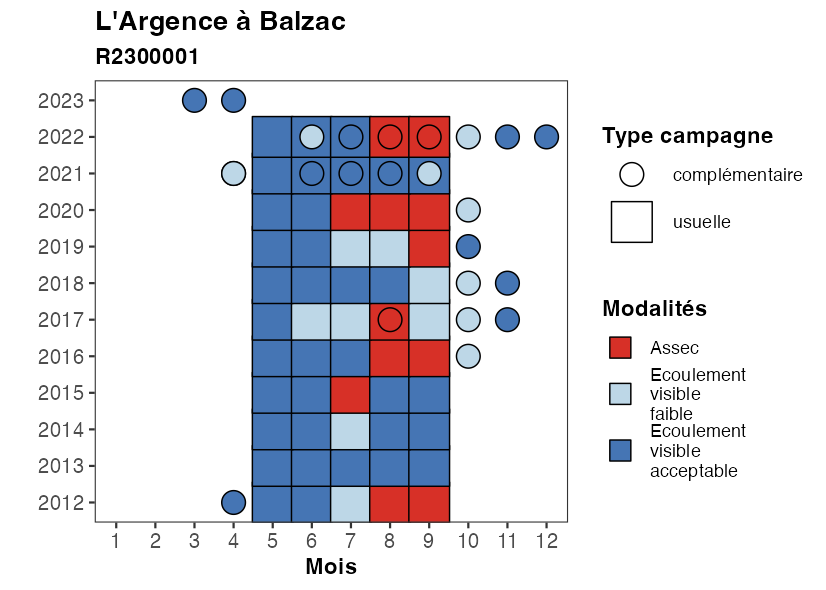 L'Argence à Balzac
R2300001
2023
2022
2021
2020
2019
2018
2017
2016
2015
2014
2013
2012
1 2 3 4 5 6 7 8 9 10 11 12
Mois
Type campagne
complémentaire
usuelle
Modalités
Assec
Ecoulement
visible
faible
Ecoulement
visible
acceptable